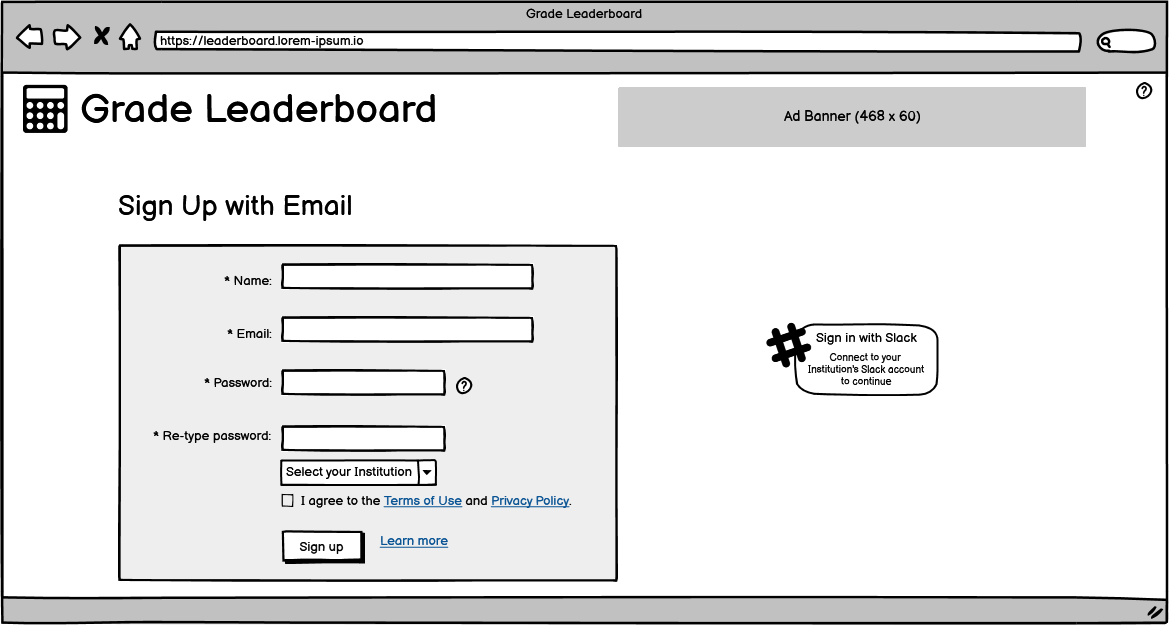 Grade Leaderboard
https://leaderboard.lorem-ipsum.io
Grade Leaderboard
Ad Banner (468 x 60)
?
Sign Up with Email
* Name:
* Email:
* Password:
?
* Re-type password:
Select your Institution
I agree to the Terms of Use and Privacy Policy.
Sign up
Learn more
Sign in with Slack
Connect to your
Institution's Slack account
to continue